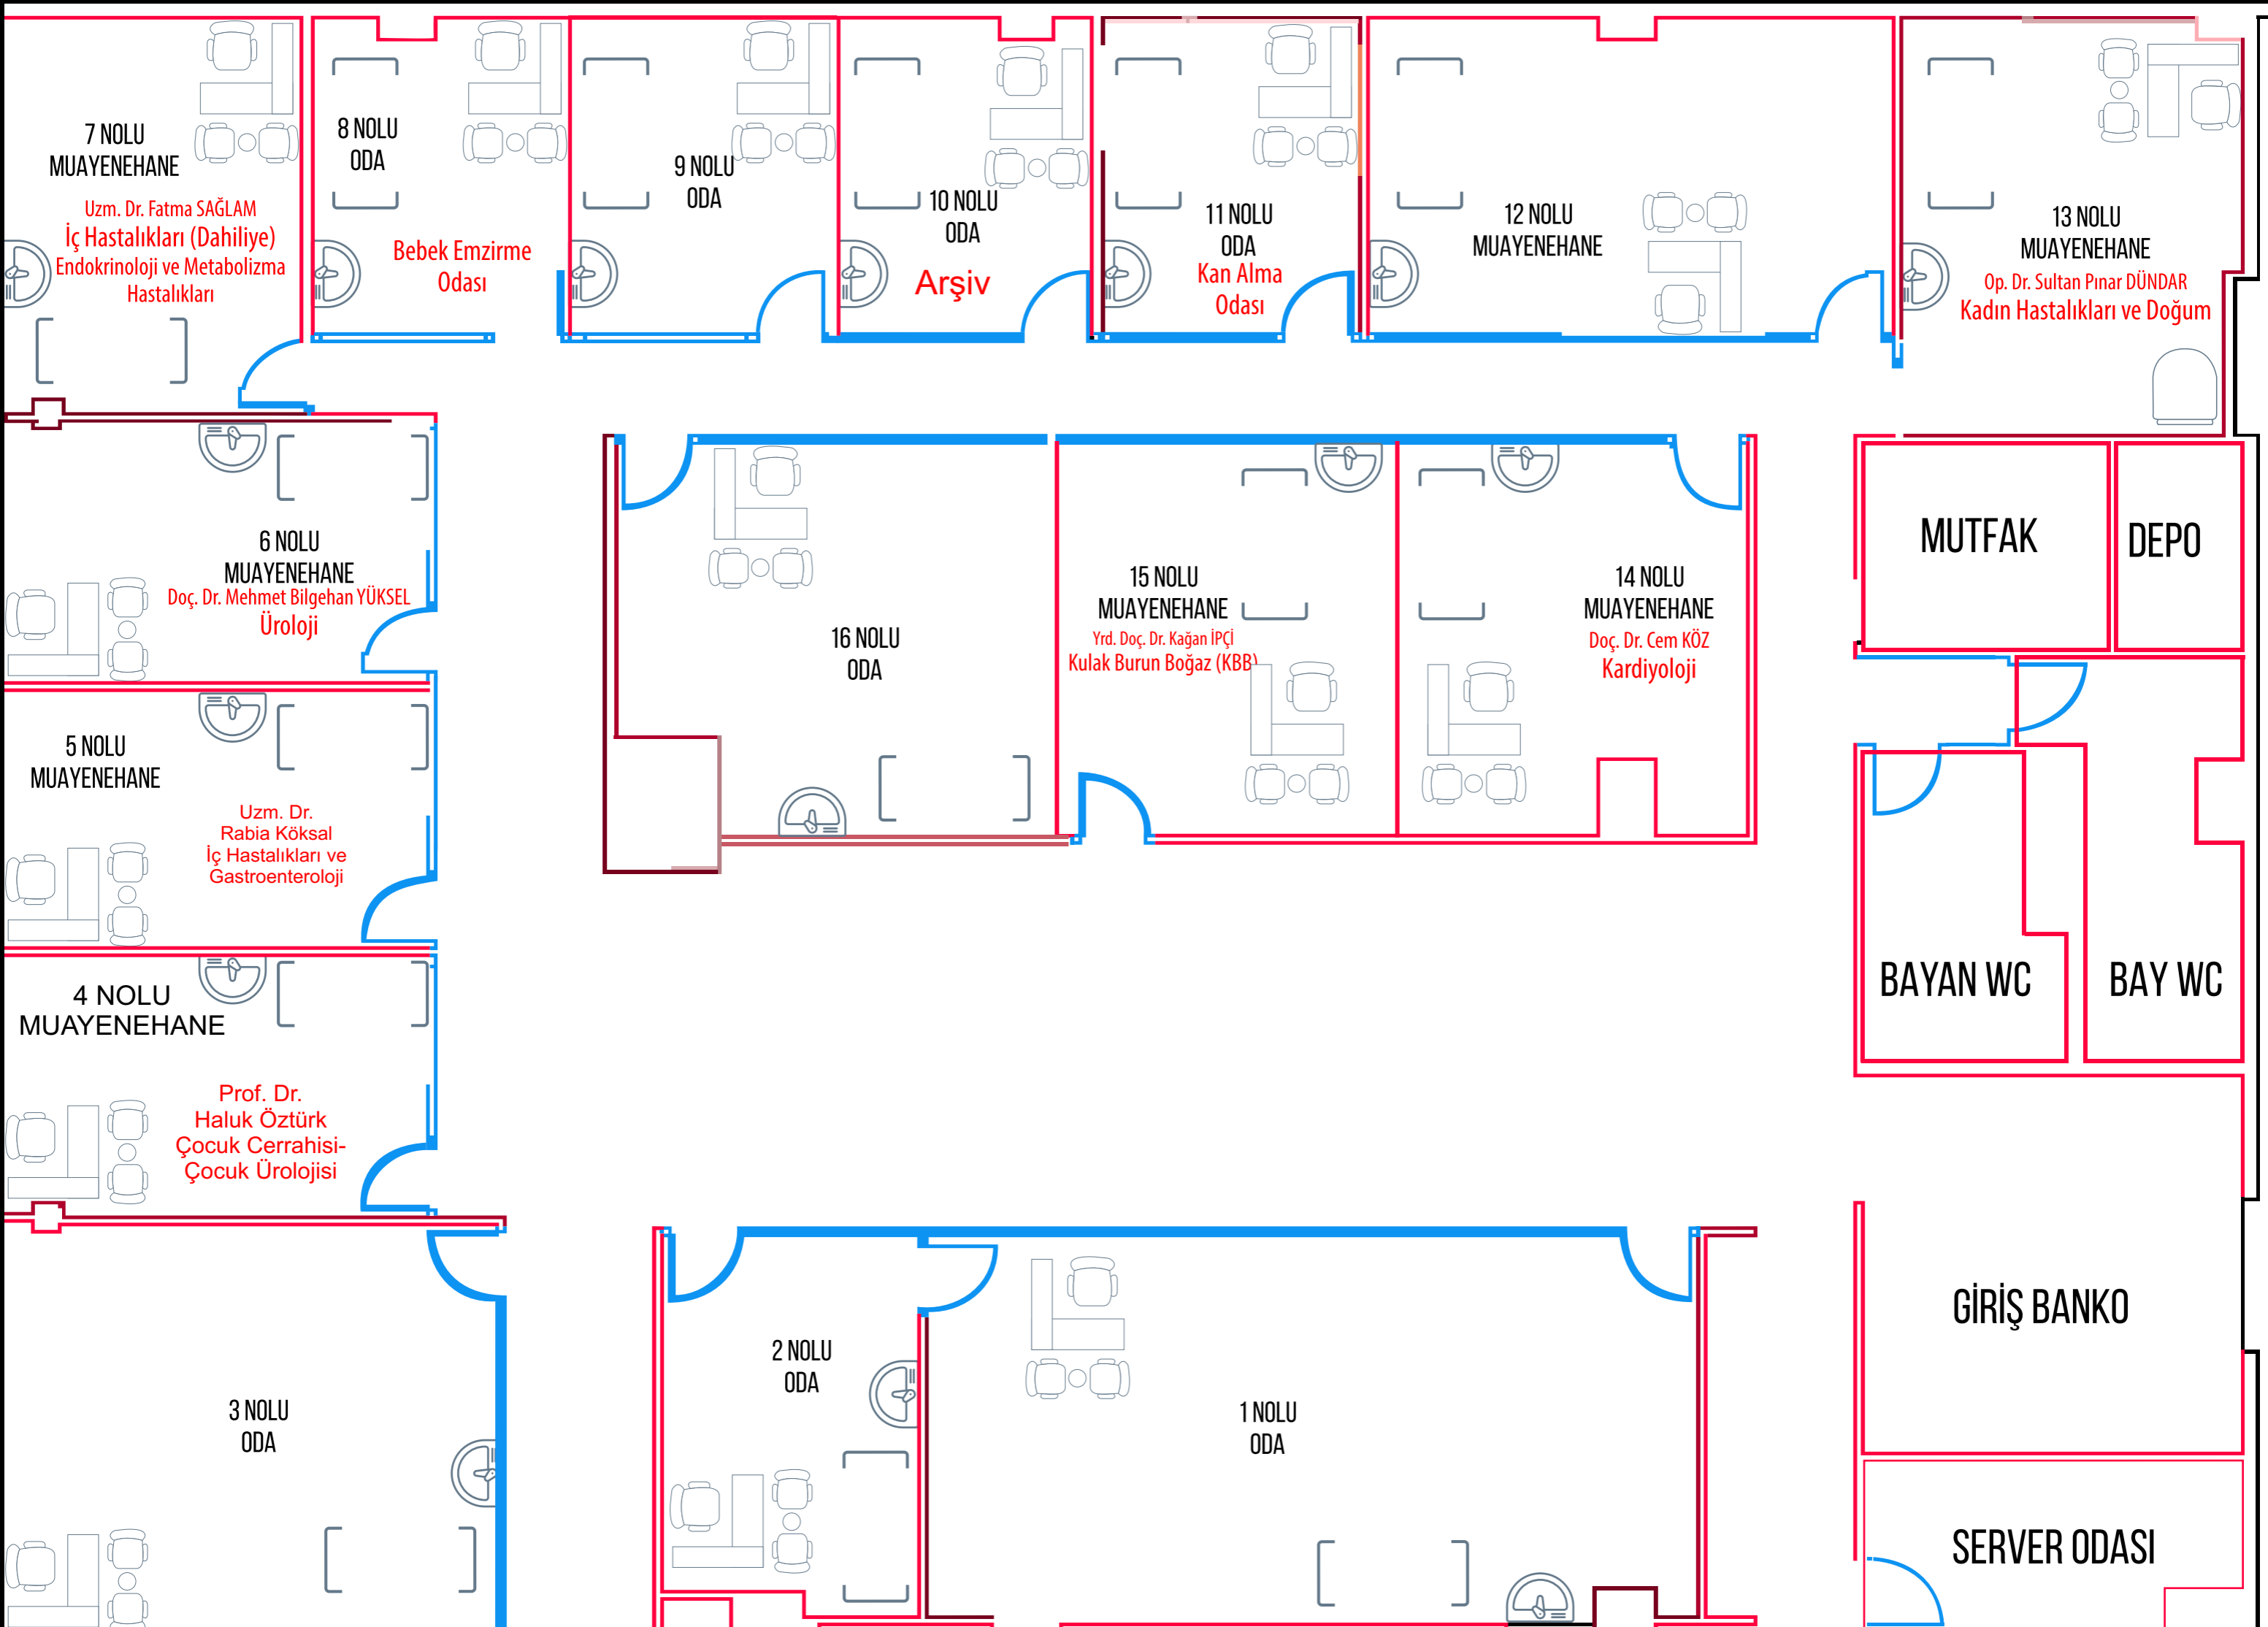 7 NOLU
MUAYENEHANE
Uzm. Dr. Fatma SAĞLAM
İç Hastalıkları (Dahiliye)
Endokrinoloji ve Metabolizma
Hastalıkları
8 NOLU
ODA
Bebek Emzirme
Odası
9 NOLU
ODA
10 NOLU
ODA
Arşiv
11 NOLU
ODA
Kan Alma
Odası
12 NOLU
MUAYENEHANE
13 NOLU
MUAYENEHANE
Op. Dr. Sultan Pınar DÜNDAR
Kadın Hastalıkları ve Doğum
6 NOLU
MUAYENEHANE
Doç. Dr. Mehmet Bilgehan YÜKSEL
Üroloji
16 NOLU
ODA
15 NOLU
MUAYENEHANE
Yrd. Doç. Dr. Kağan İPÇİ
Kulak Burun Boğaz (KBB)
14 NOLU
MUAYENEHANE
Doç. Dr. Cem KÖZ
Kardiyoloji
MUTFAK
DEPO
5 NOLU
MUAYENEHANE
Uzm. Dr.
Rabia Köksal
İç Hastalıkları ve
Gastroenteroloji
4 NOLU
MUAYENEHANE
Prof. Dr.
Haluk Öztürk
Çocuk Cerrahisi-
Çocuk Ürolojisi
BAYAN WC
BAY WC
3 NOLU
ODA
2 NOLU
ODA
1 NOLU
ODA
GİRİŞ BANKO
SERVER ODASI